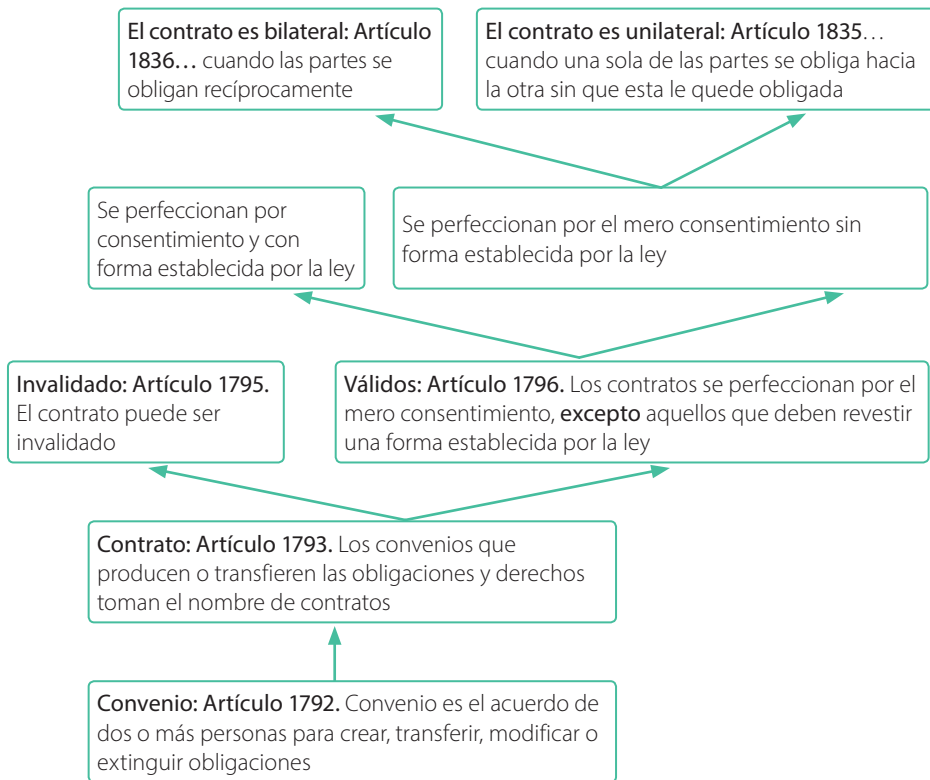 El contrato es bilateral: Artículo
1836… cuando las partes se
obligan recíprocamente
El contrato es unilateral: Artículo 1835…
cuando una sola de las partes se obliga hacia
la otra sin que esta le quede obligada
Se perfeccionan por
consentimiento y con
forma establecida por la ley
Se perfeccionan por el mero consentimiento sin
forma establecida por la ley
Invalidado: Artículo 1795.
El contrato puede ser
invalidado
Válidos: Artículo 1796. Los contratos se perfeccionan por el
mero consentimiento, excepto aquellos que deben revestir
una forma establecida por la ley
Contrato: Artículo 1793. Los convenios que
producen o transfieren las obligaciones y derechos
toman el nombre de contratos
Convenio: Artículo 1792. Convenio es el acuerdo de
dos o más personas para crear, transferir, modificar o
extinguir obligaciones